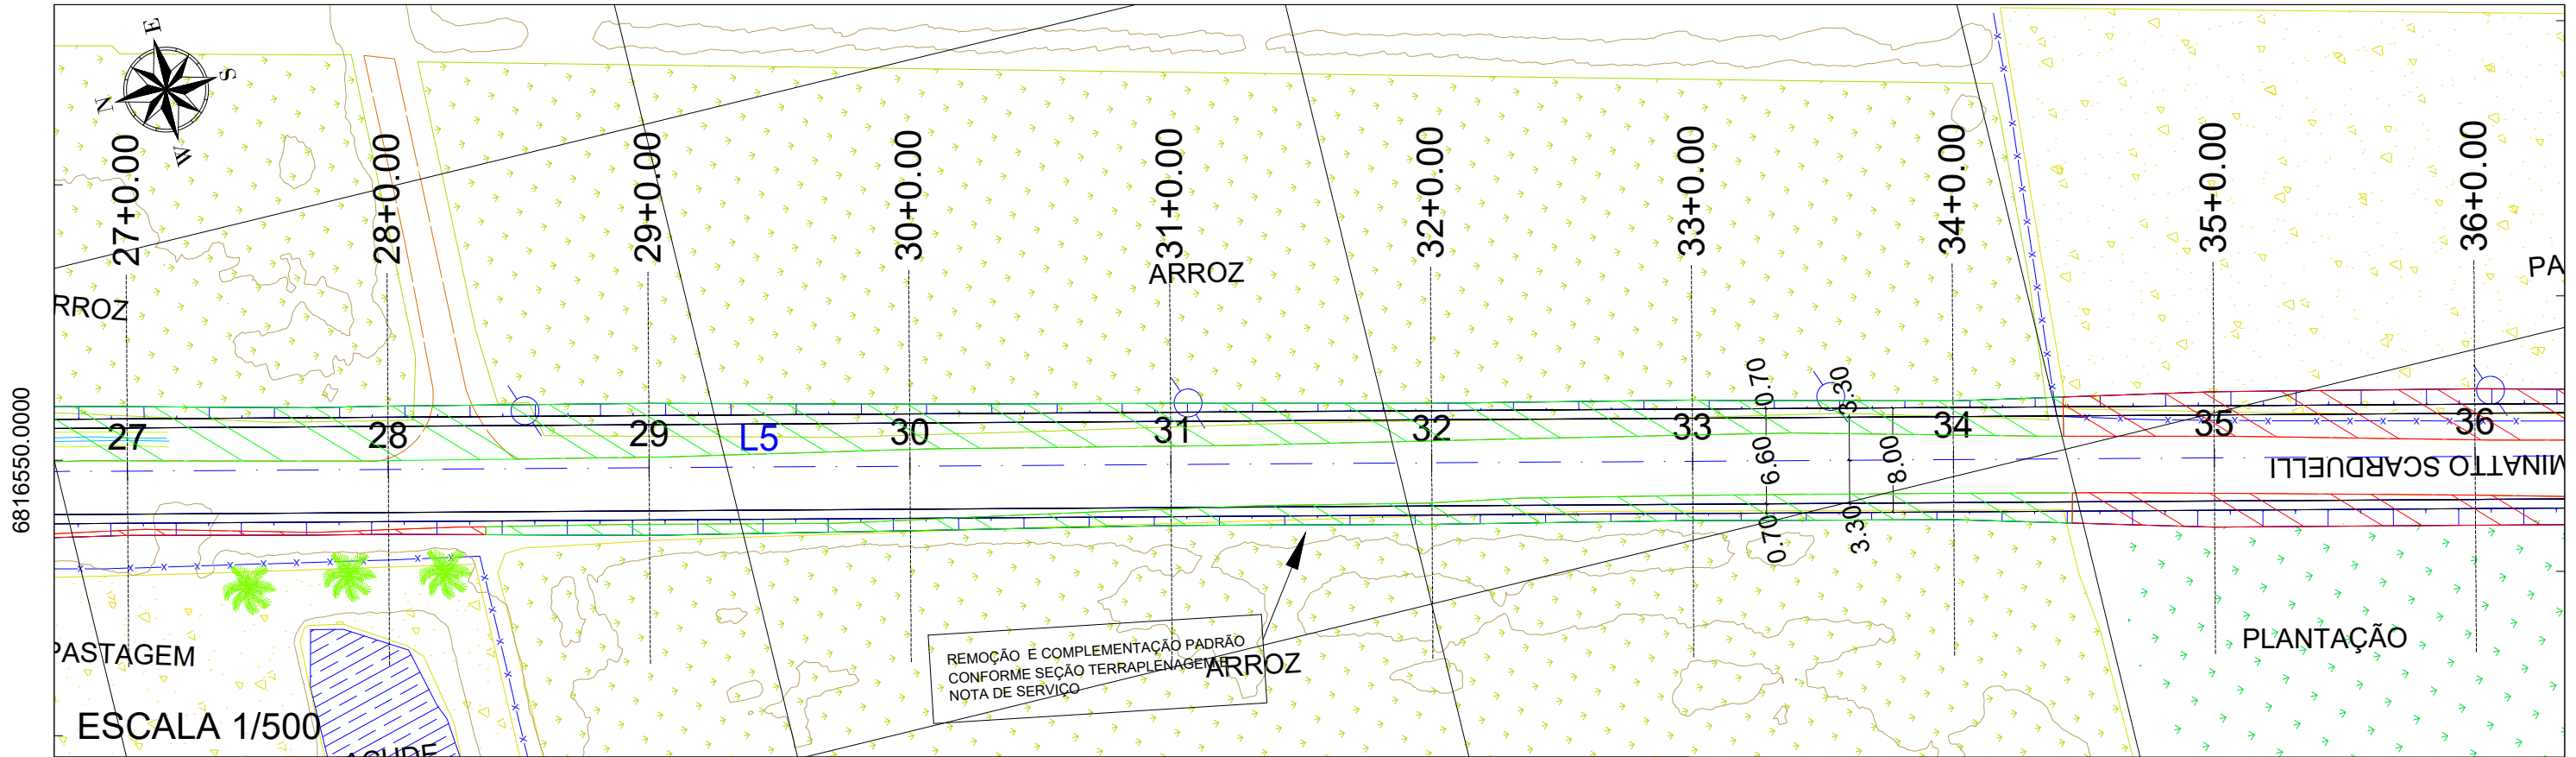 E
S
N
W
27+0.00
28+0.00
29+0.00
30+0.00
31+0.00
32+0.00
33+0.00
34+0.00
35+0.00
36+0.00
RROZ
ARROZ
PA
6816550.0000
27
28
29
L5
30
31
32
33
34
35
36
0.70
3.30
6.60
8.00
0.70
3.30
MINATTO SCARDUELLI
PASTAGEM
REMOÇÃO E COMPLEMENTAÇÃO PADRÃO
CONFORME SEÇÃO TERRAPLENAGEM E
NOTA DE SERVIÇO
ARROZ
PLANTAÇÃO
ESCALA 1/500
AÇUDE